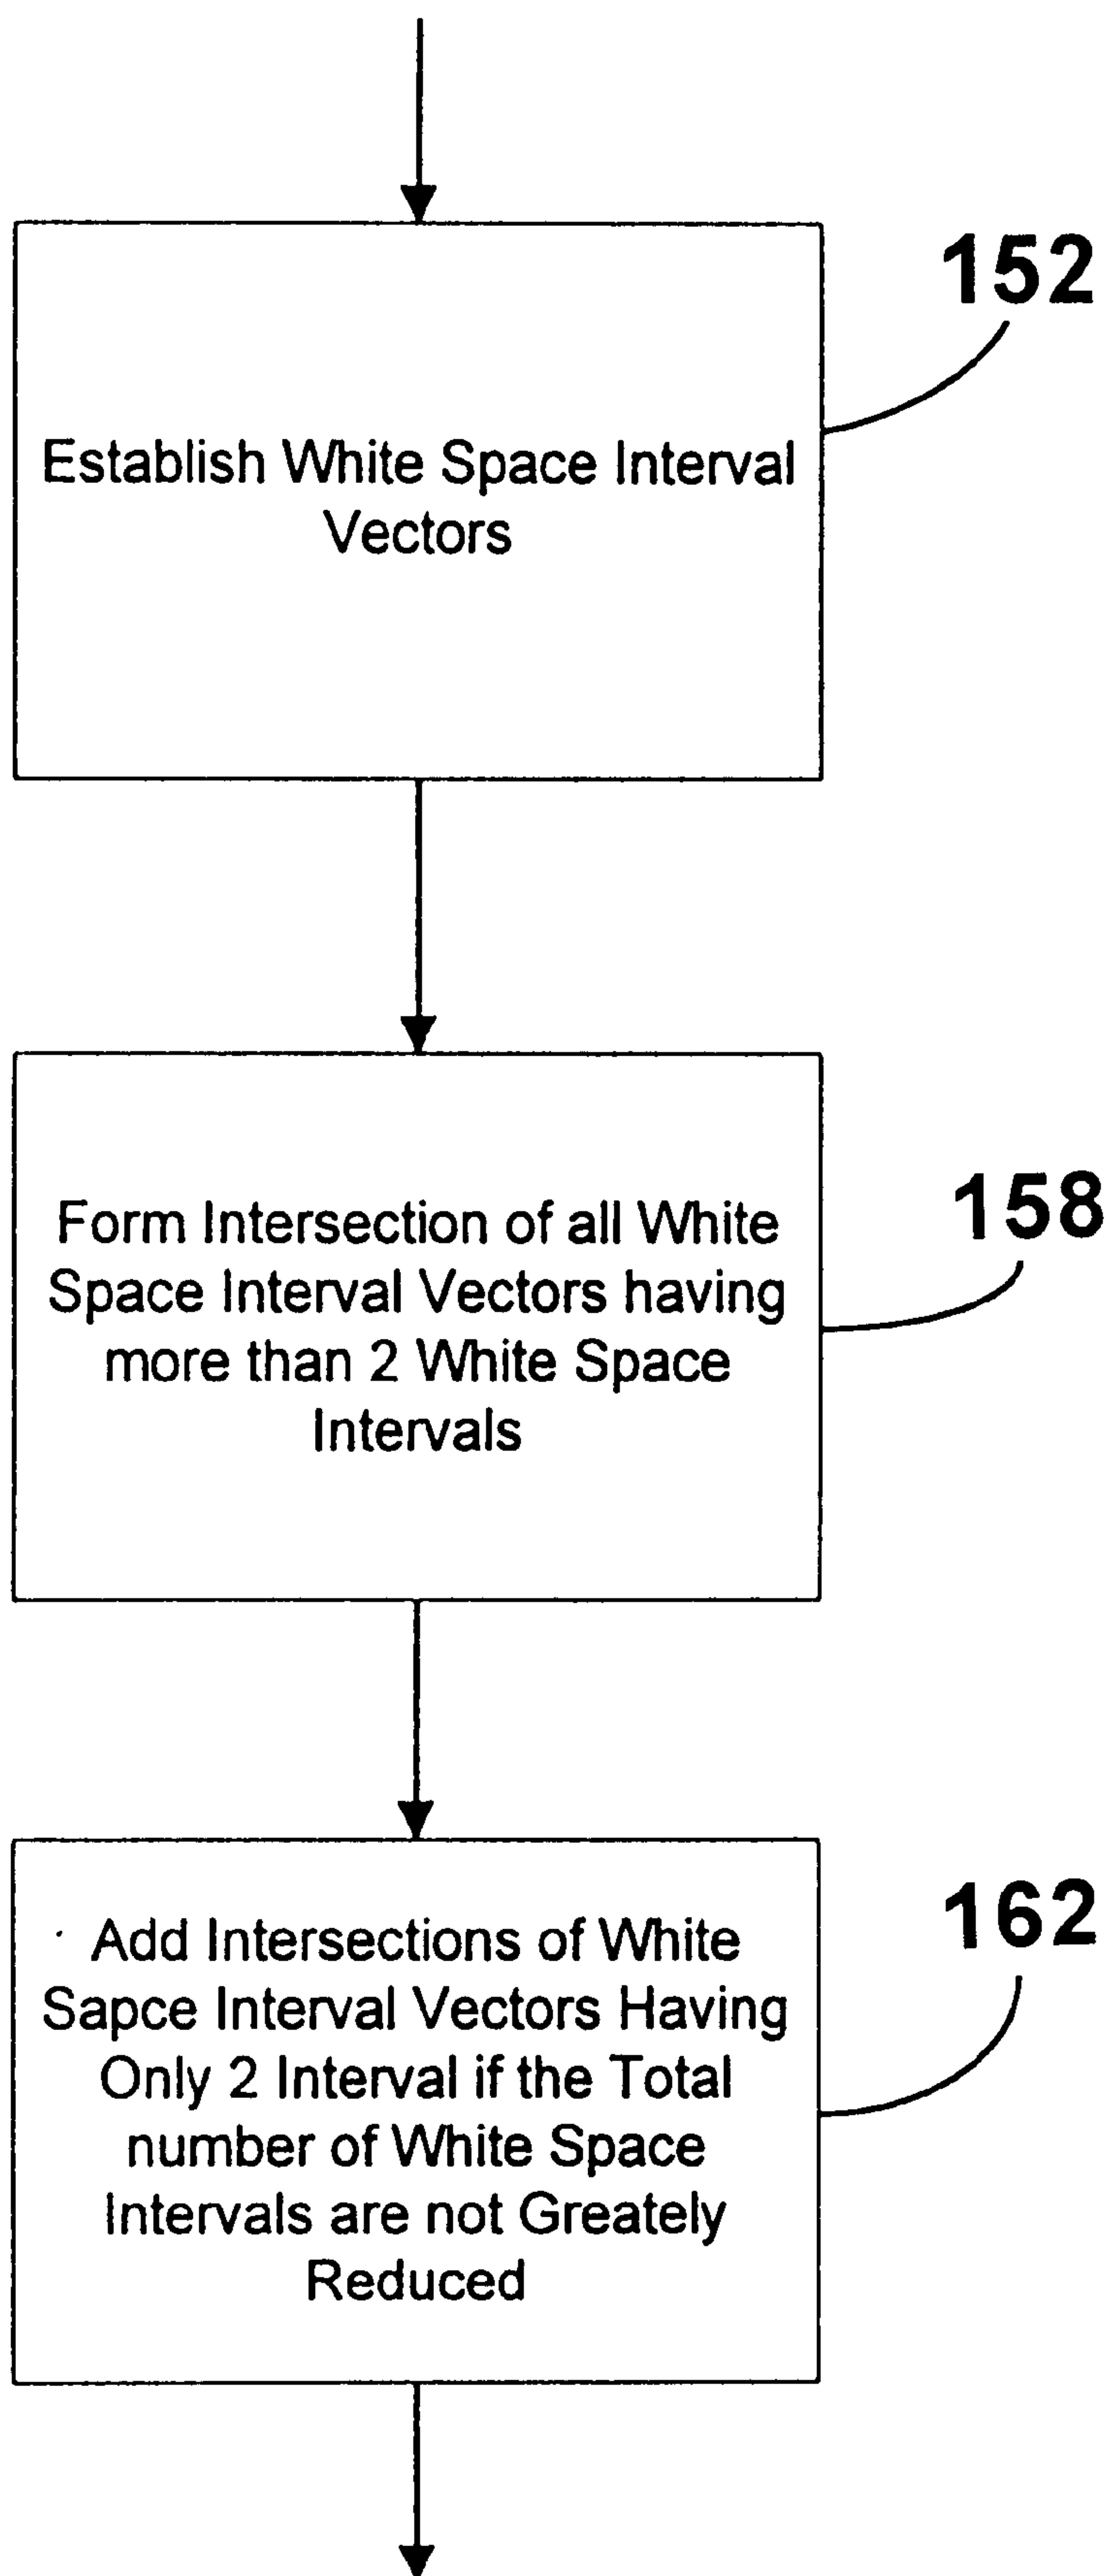 152
Establish White Space Interval
Vectors
158
Form Intersection of all White
Space Interval Vectors having
more than 2 White Space
Intervals
162
Add Intersections of White
Sapce Interval Vectors Having
Only 2 Interval if the Total
number of White Space
Intervals are not Greately
Reduced